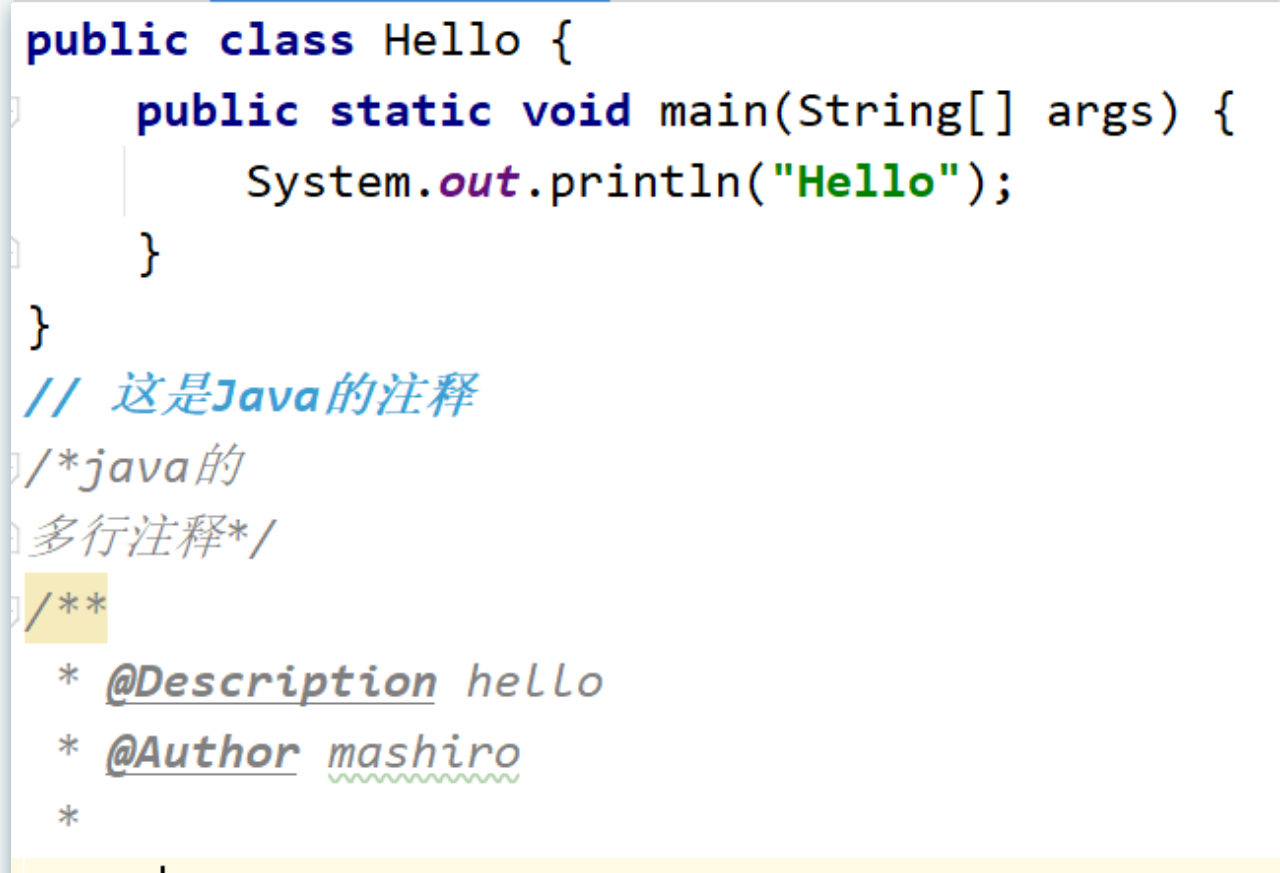 public class Hello {
    public static void main(String[] args) {
        System.out.println("Hello");
    }
}
// 这是Java的注释
/*java的
多行注释*/
/**
 * @Description hello
 * @Author mashiro
 *